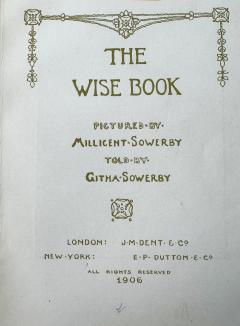 THE
WISE BOOK
PICTURED·BY·
MILLICENT·SOWERBY
TOLD·BY·
GITHA·SOWERBY
LONDON: J·M·DENT·&·Co
NEW·YORK: E·P·DUTTON·&·Co
ALL RIGHTS RESERVED
1906